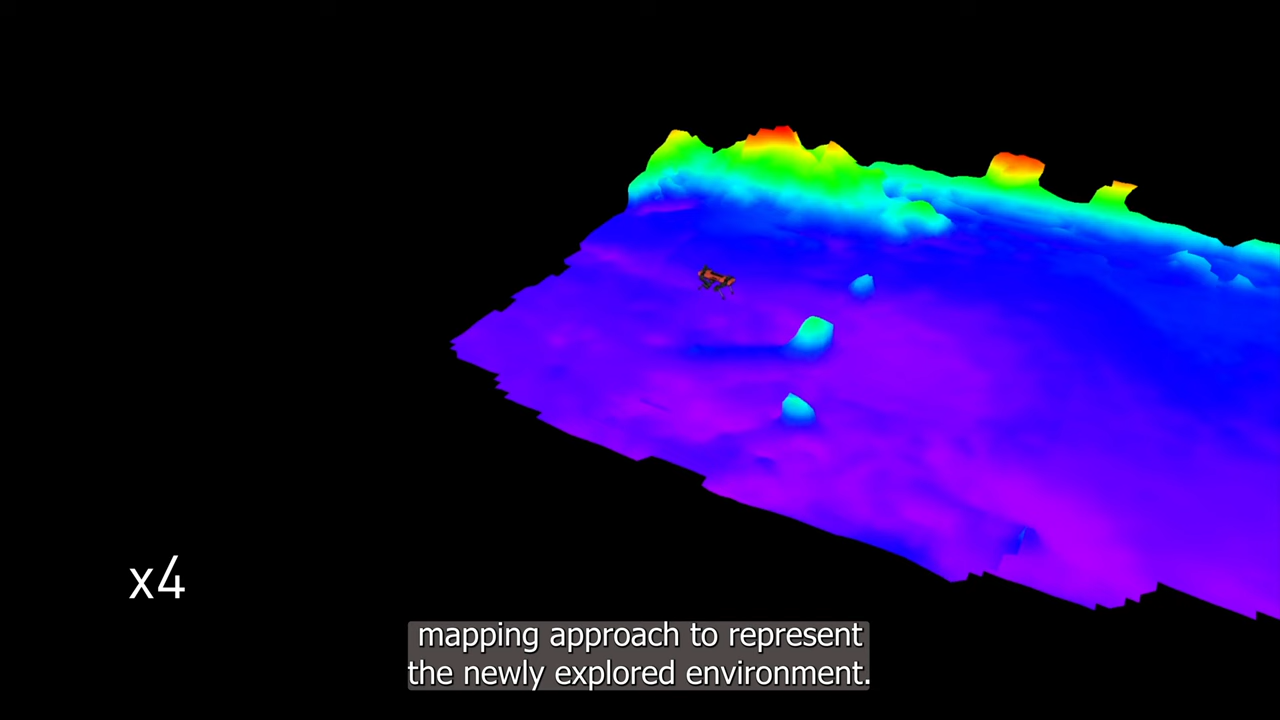 x4
mapping approach to represent
the newly explored environment.